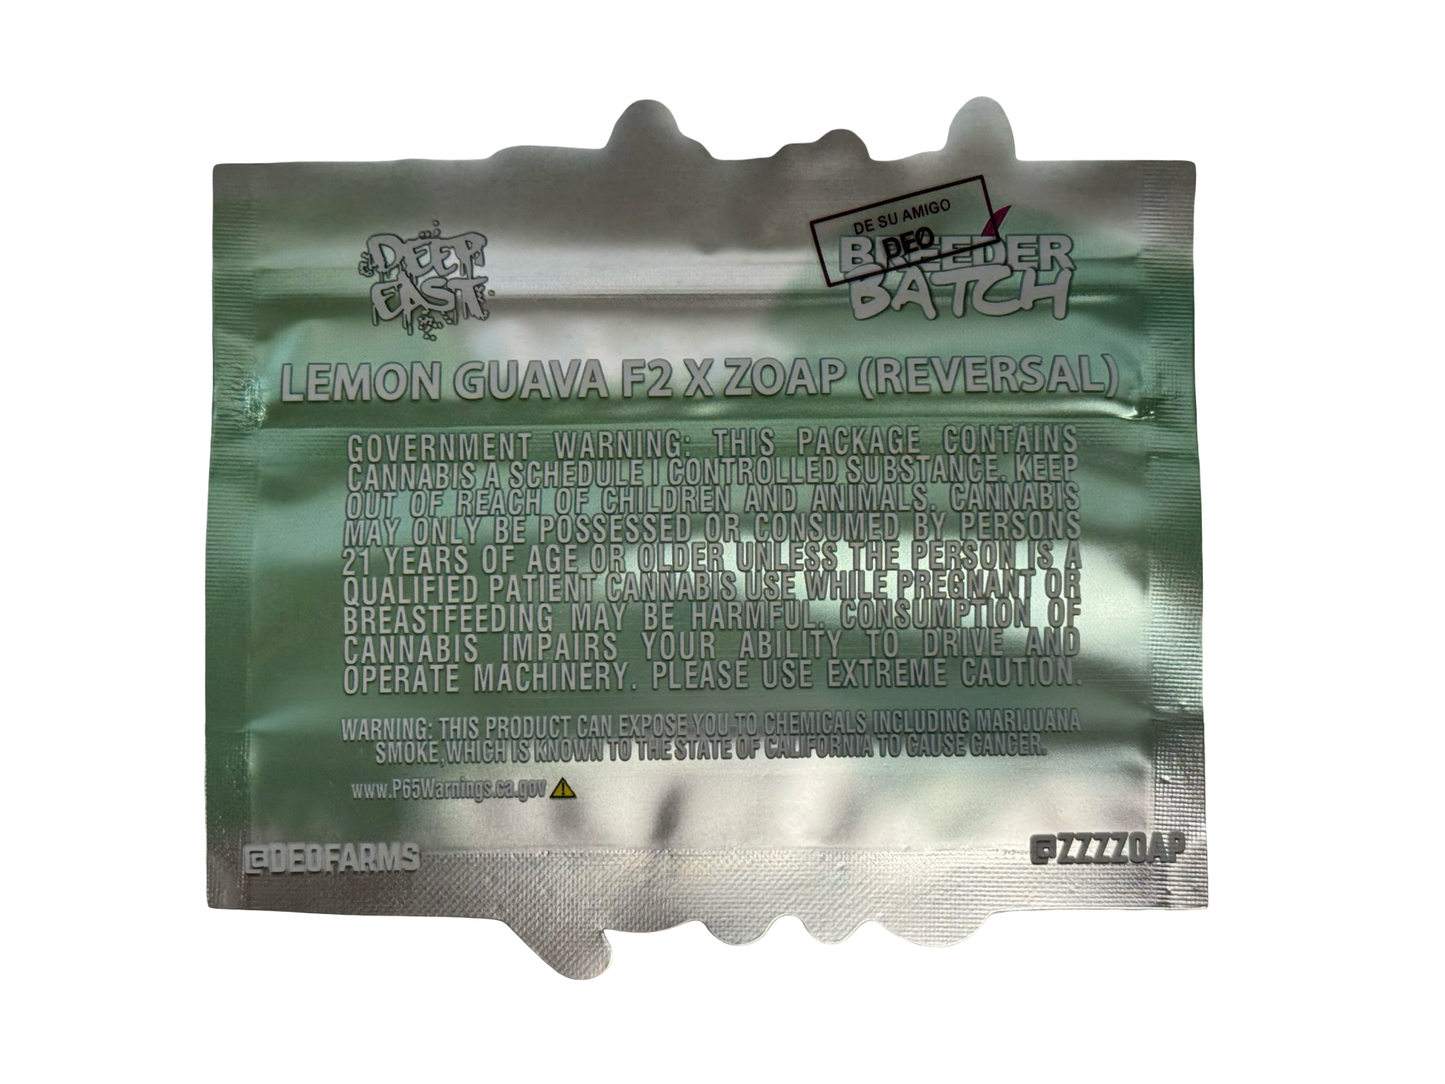 DEEP
EAST
DE SU AMIGO
DEO
BREEDER
BATCH
LEMON GUAVA F2 X ZOAP (REVERSAL)
GOVERNMENT WARNING: THIS PACKAGE CONTAINS
CANNABIS A SCHEDULE I CONTROLLED SUBSTANCE. KEEP
OUT OF REACH OF CHILDREN AND ANIMALS. CANNABIS
MAY ONLY BE POSSESSED OR CONSUMED BY PERSONS
21 YEARS OF AGE OR OLDER UNLESS THE PERSON IS A
QUALIFIED PATIENT CANNABIS USE WHILE PREGNANT OR
BREASTFEEDING MAY BE HARMFUL. CONSUMPTION OF
CANNABIS IMPAIRS YOUR ABILITY TO DRIVE AND
OPERATE MACHINERY. PLEASE USE EXTREME CAUTION.
WARNING: THIS PRODUCT CAN EXPOSE YOU TO CHEMICALS INCLUDING MARIJUANA
SMOKE,WHICH IS KNOWN TO THE STATE OF CALIFORNIA TO CAUSE CANCER.
www.P65Warnings.ca.gov
@DEOFARMS
@ZZZZOAP